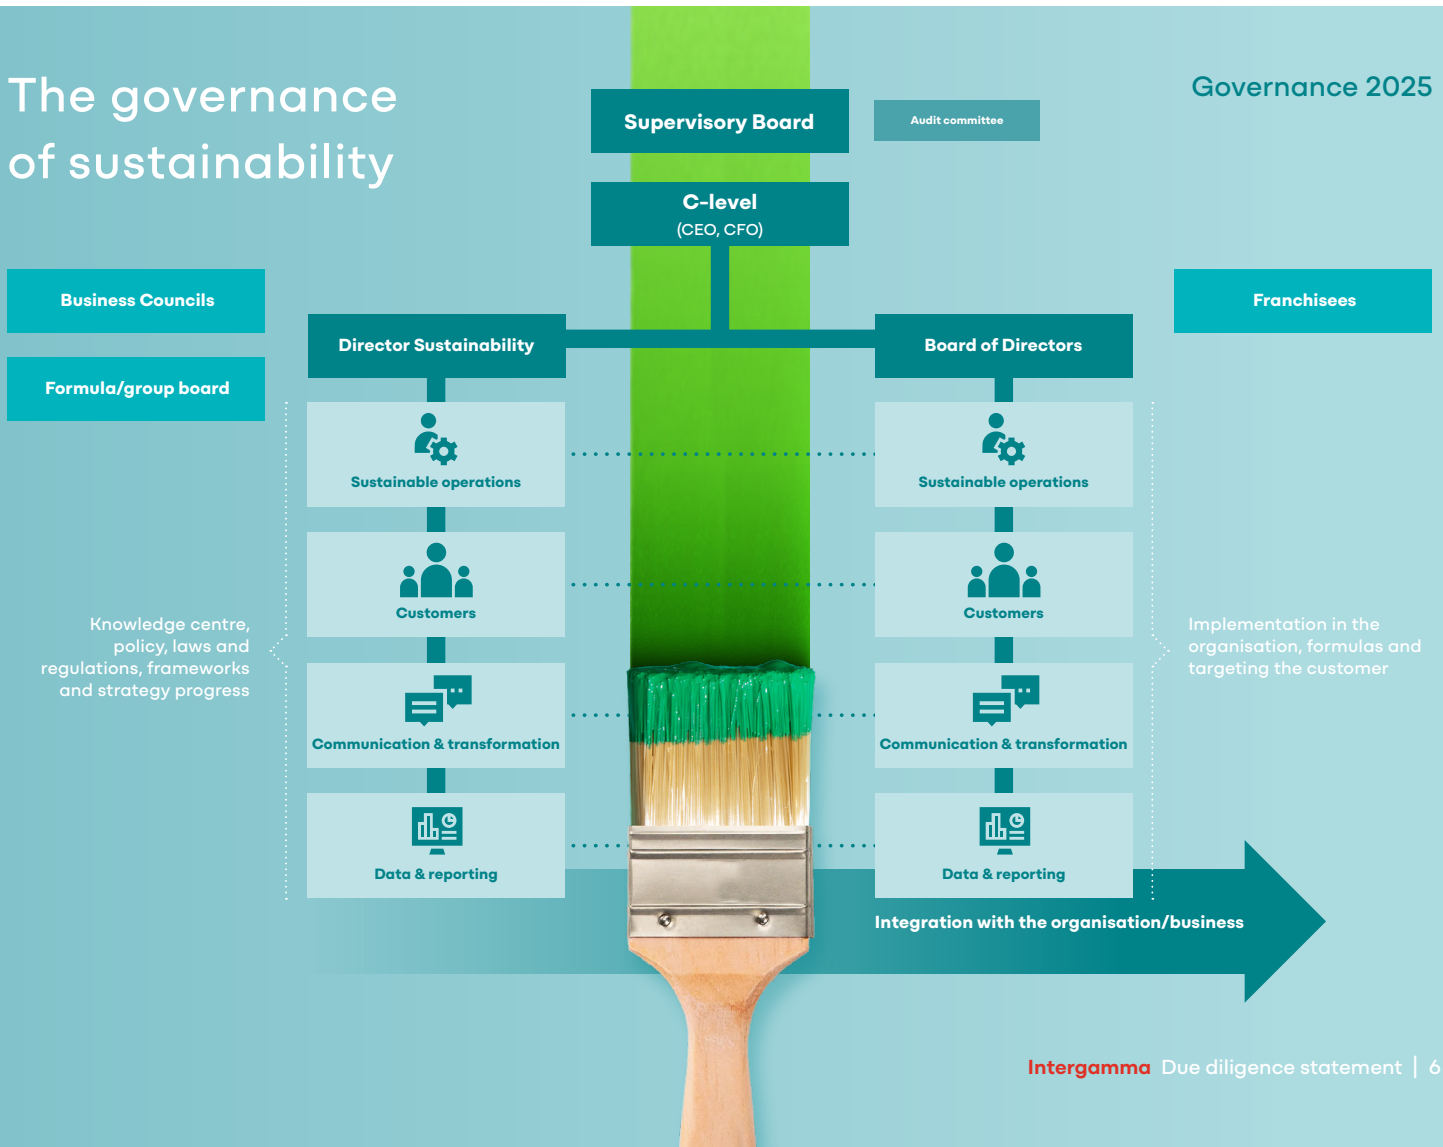 The governance
of sustainability
Governance 2025
Supervisory Board
Audit committee
C-level
(CEO, CFO)
Business Councils
Formula/group board
Franchisees
Director Sustainability
Board of Directors
Sustainable operations
Sustainable operations
Customers
Customers
Knowledge centre,
policy, laws and
regulations, frameworks
and strategy progress
Implementation in the
organisation, formulas and
targeting the customer
Communication & transformation
Communication & transformation
Data & reporting
Data & reporting
Integration with the organisation/business
Intergamma Due diligence statement | 6